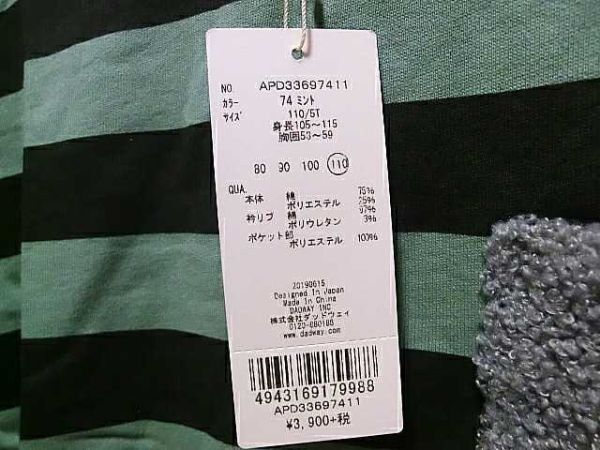 NO. APD33697411
カラー 74 ミント
サイズ 110/5T
身長105~115
胸囲53~59
80 90 100 110
QUA.
本体 綿 75%
ポリエステル 25%
衿リブ 綿 97%
ポリウレタン 3%
ポケット部
ポリエステル 100%
20190615
Designed In Japan
Made In China
DADWAY INC
株式会社ダッドウェイ
0120-880188
www.dadway.com
4943169179988
APD33697411
¥3,900+税